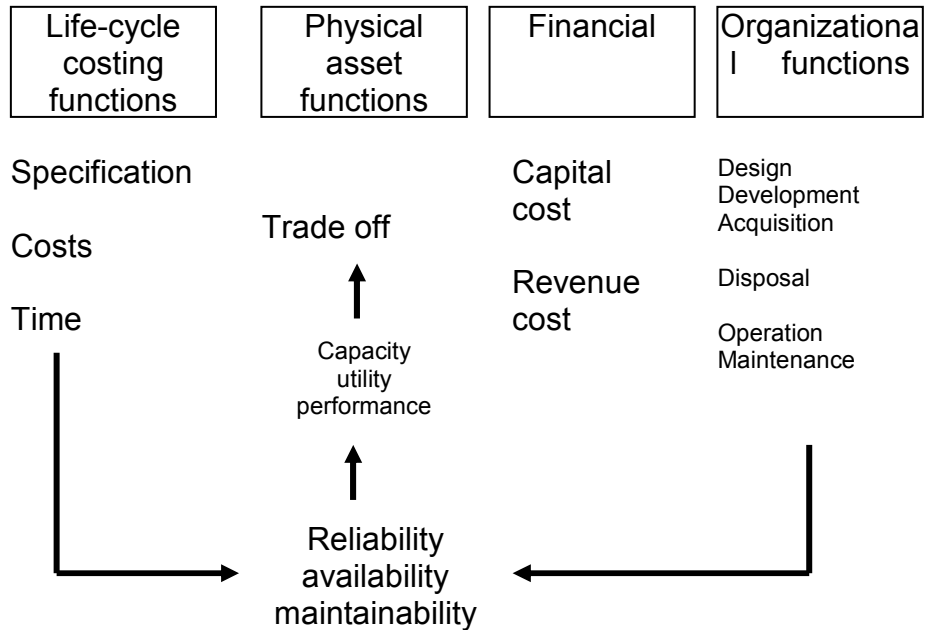 Life-cycle
costing
functions
Physical
asset
functions
Financial
Organizationa
l functions
Specification
Costs
Time
Trade off
Capacity
utility
performance
Reliability
availability
maintainability
Capital
cost
Revenue
cost
Design
Development
Acquisition
Disposal
Operation
Maintenance